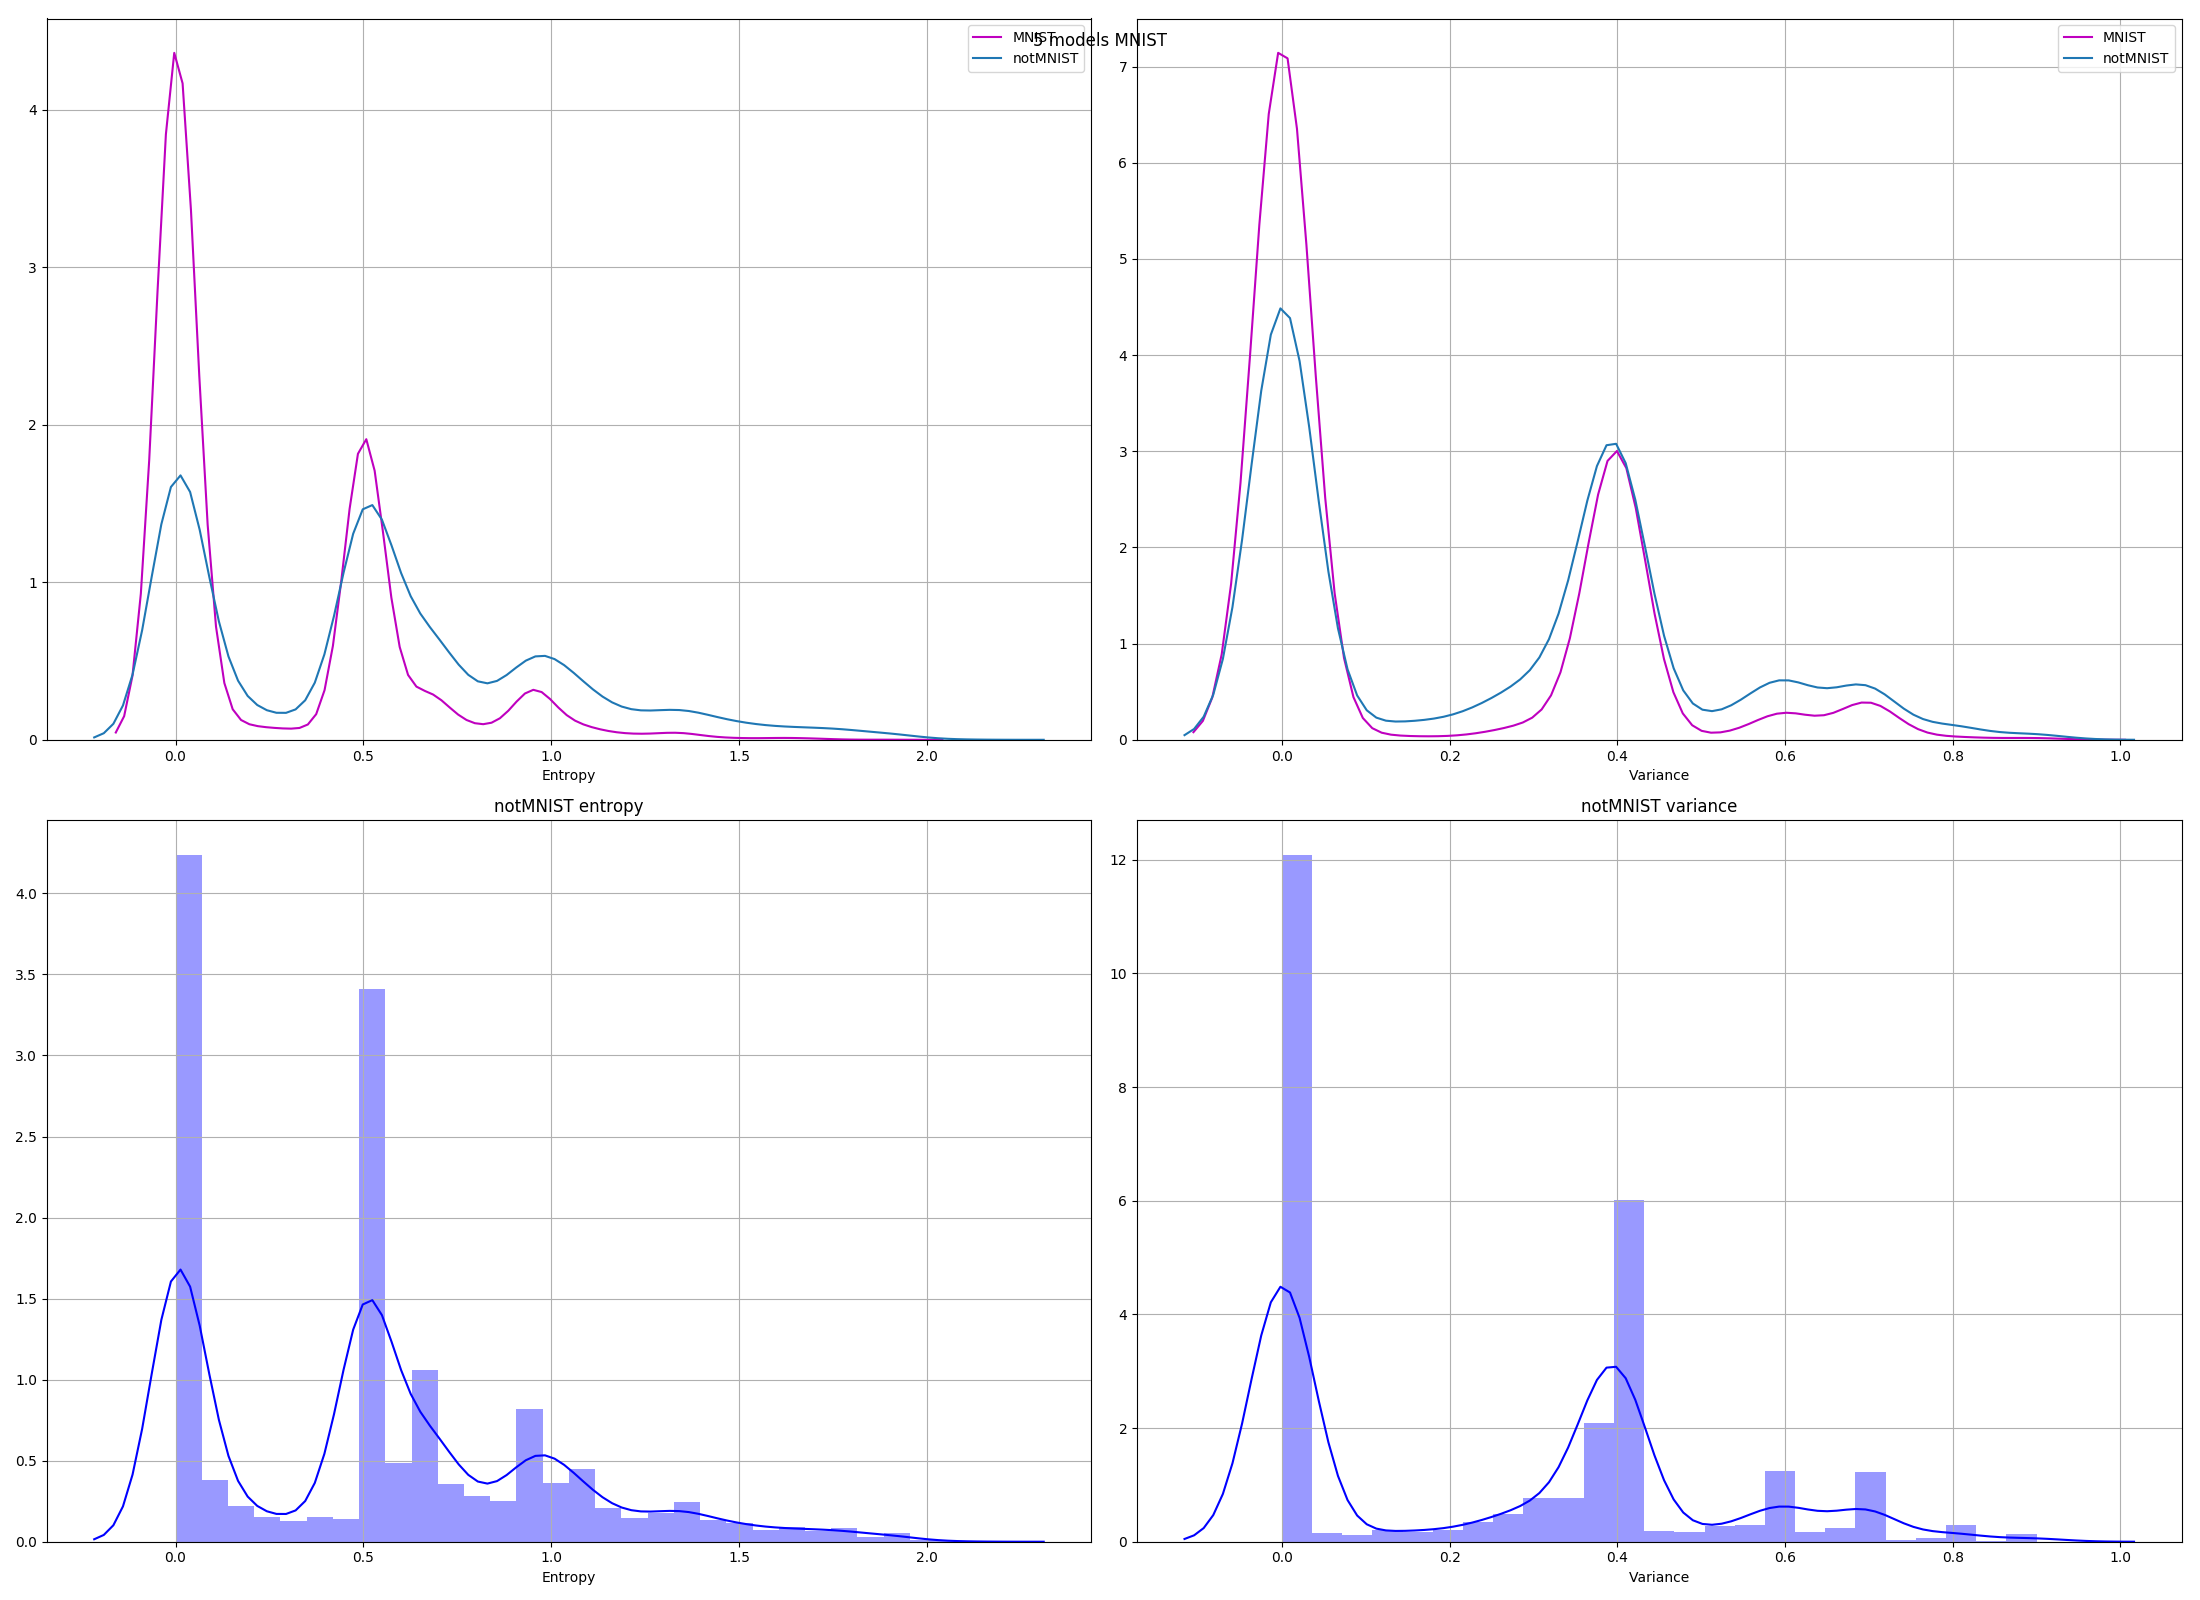 5 models MNIST
MNIST
notMNIST
4
3
2
1
0
0.0 0.5 1.0 1.5 2.0
Entropy
MNIST
notMNIST
7
6
5
4
3
2
1
0
0.0 0.2 0.4 0.6 0.8 1.0
Variance
notMNIST entropy
4.0
3.5
3.0
2.5
2.0
1.5
1.0
0.5
0.0
0.0 0.5 1.0 1.5 2.0
Entropy
notMNIST variance
12
10
8
6
4
2
0
0.0 0.2 0.4 0.6 0.8 1.0
Variance